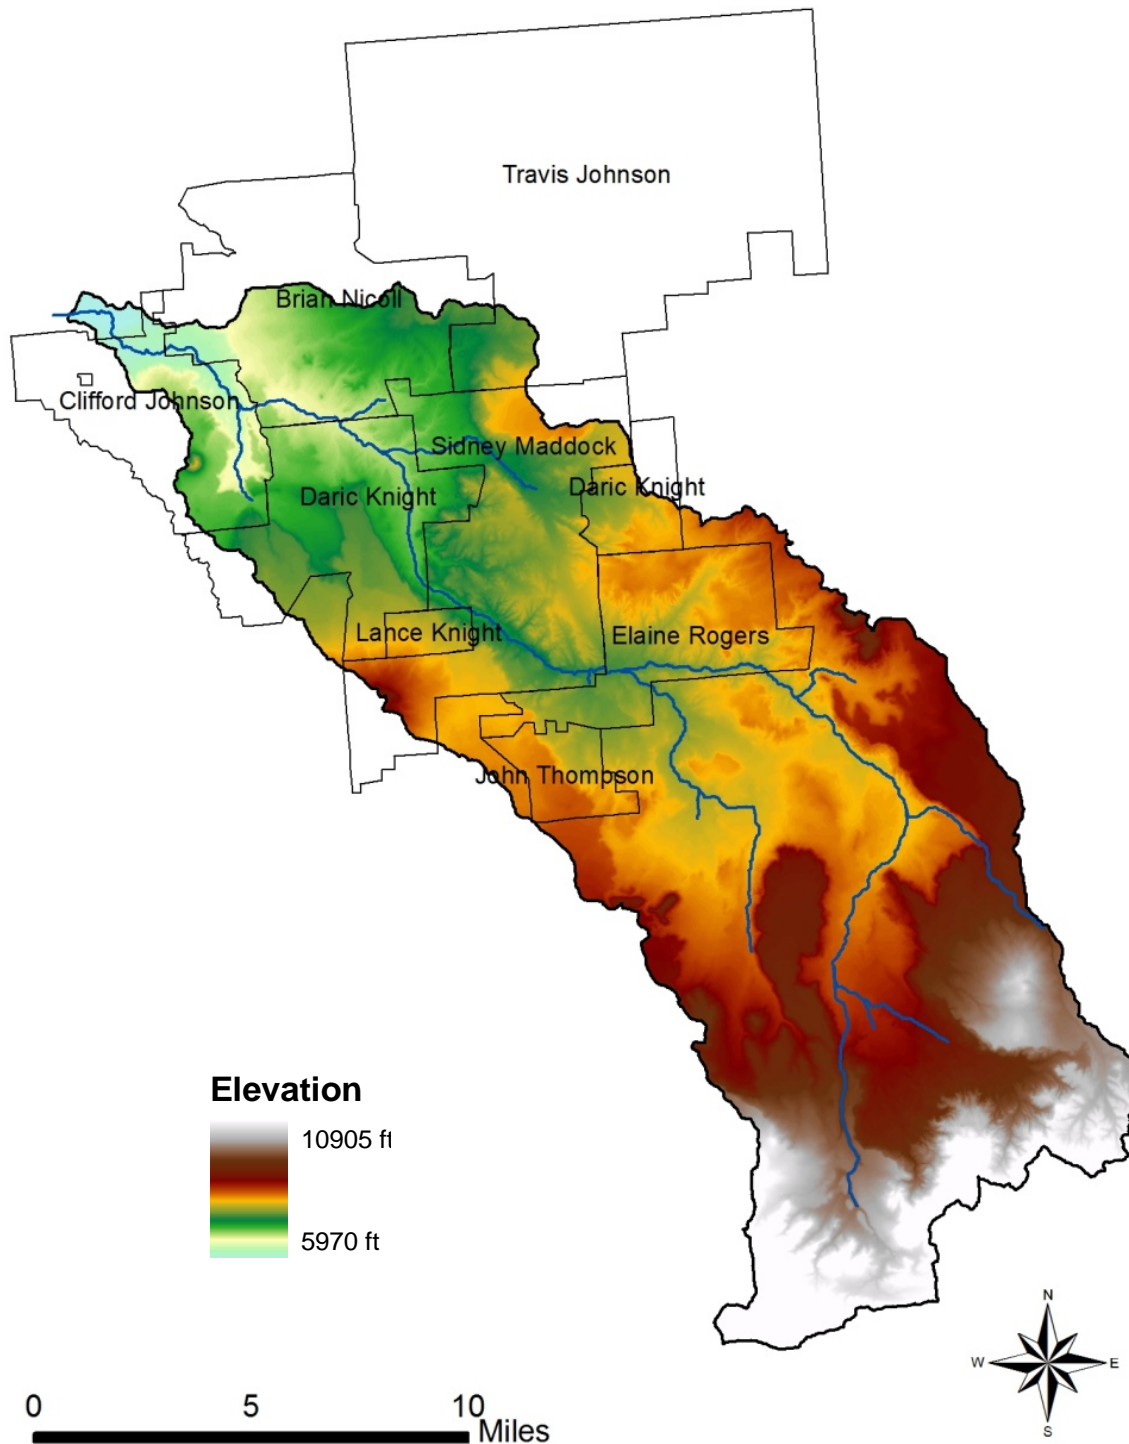 Travis Johnson
Brian Nicoll
Clifford Johnson
Sidney Maddock
Daric Knight
Daric Knight
Lance Knight
Elaine Rogers
John Thompson
Elevation
10905 ft
5970 ft
N
W E
S
0 5 10
Miles